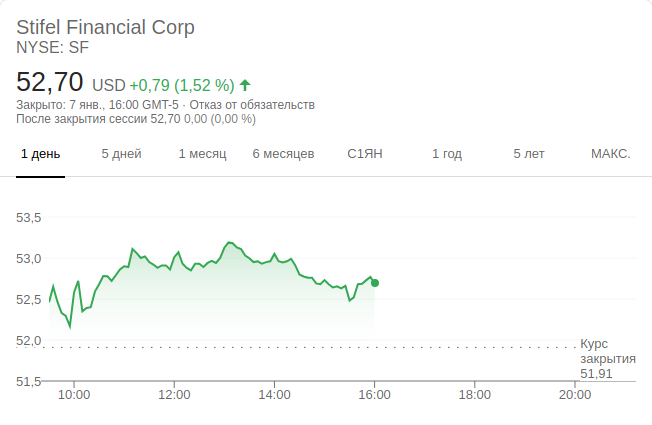 Stifel Financial Corp
NYSE: SF
52,70 USD +0,79 (1,52 %)
Закрыто: 7 янв., 16:00 GMT-5 · Отказ от обязательств
После закрытия сессии 52,70 0,00 (0,00 %)
1 день 5 дней 1 месяц 6 месяцев С1ЯН 1 год 5 лет МАКС.
53,5
53,0
52,5
52,0
Курс
закрытия
51,91
51,5
10:00 12:00 14:00 16:00 18:00 20:00